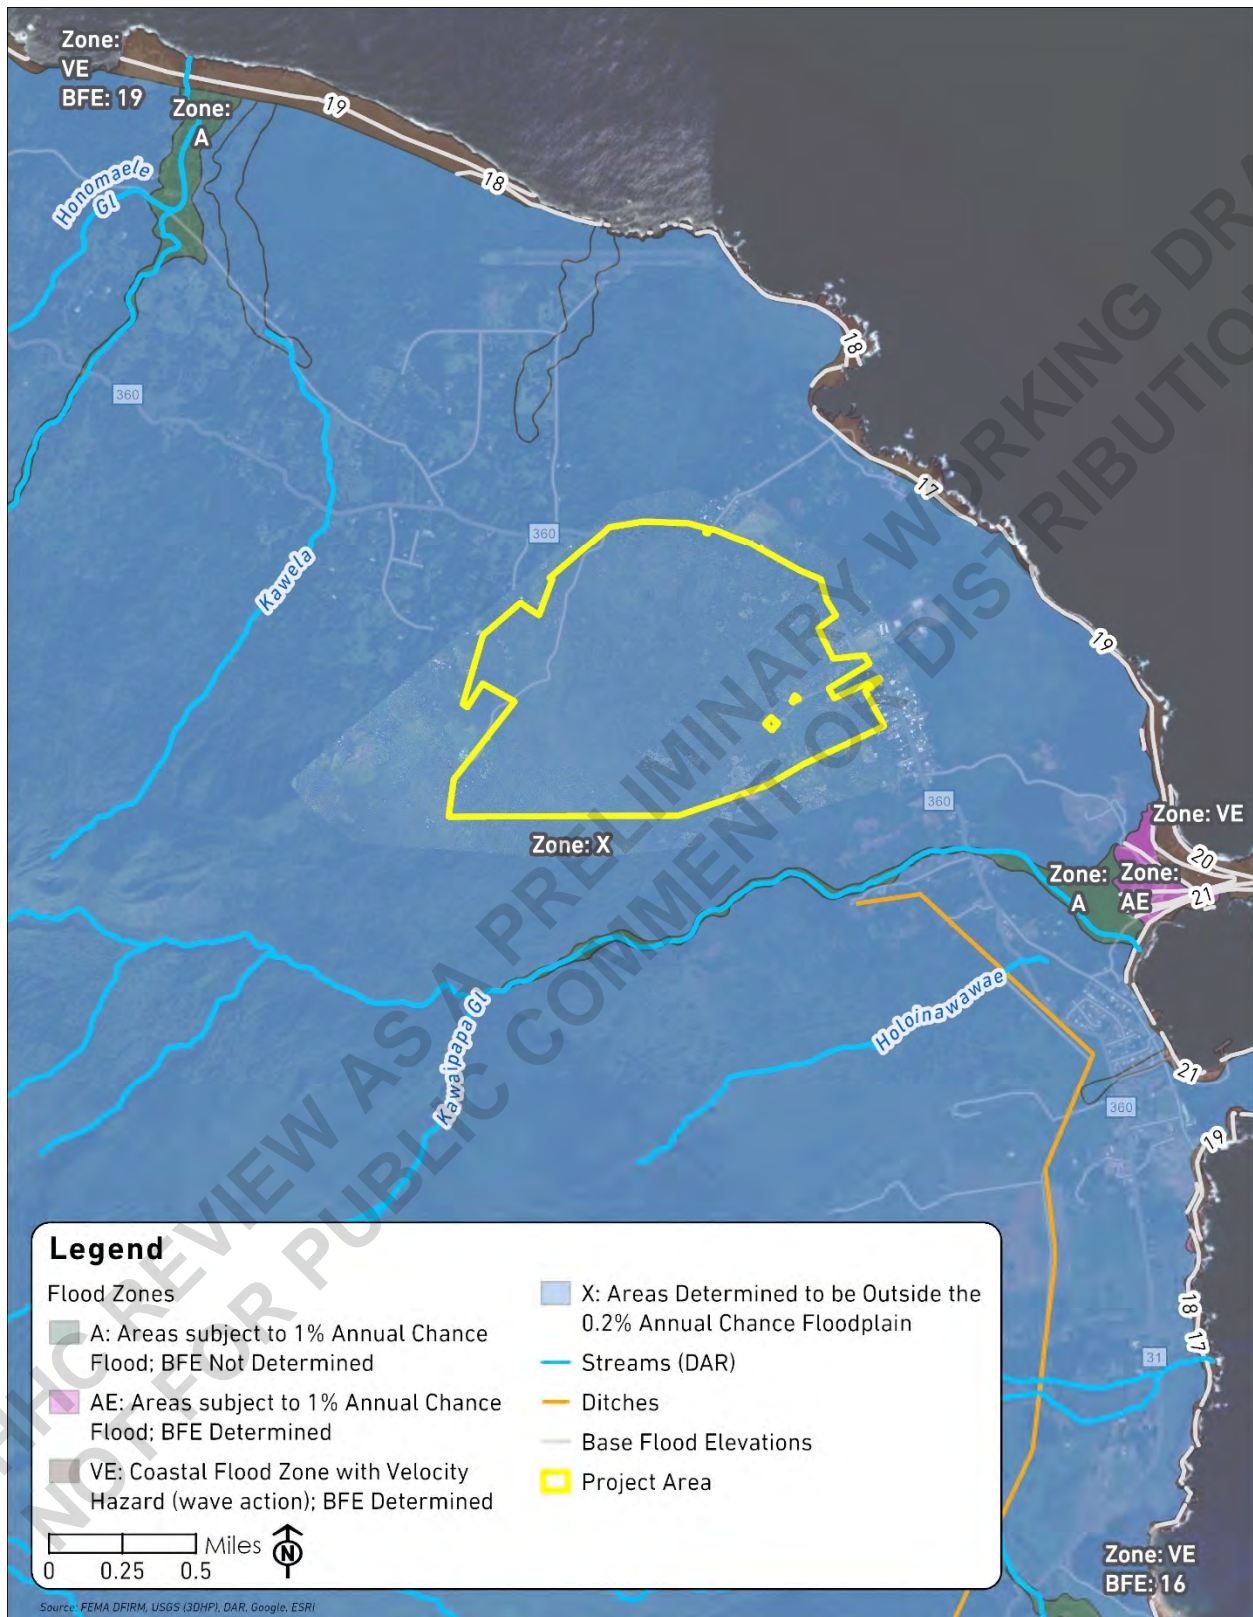 Zone:
VE
BFE: 19
Zone:
A
19
18
Honomaele
Gl
18
360
17
360
Kawela
19
360
Zone: VE
Zone: X
20
Zone:
A
Zone:
AE
21
Kawaipapa Gl
Holoinawawae
21
360
19
18
17
31
Zone: VE
BFE: 16
HHC REVIEW AS A PRELIMINARY WORKING DRA
NOT FOR PUBLIC COMMENT OR DISTRIBUTIO
Legend
Flood Zones
A: Areas subject to 1% Annual Chance
Flood; BFE Not Determined
AE: Areas subject to 1% Annual Chance
Flood; BFE Determined
VE: Coastal Flood Zone with Velocity
Hazard (wave action); BFE Determined
X: Areas Determined to be Outside the
0.2% Annual Chance Floodplain
Streams (DAR)
Ditches
Base Flood Elevations
Project Area
Miles
N
0 0.25 0.5
Source: FEMA DFIRM, USGS (3DHP), DAR, Google, ESRI